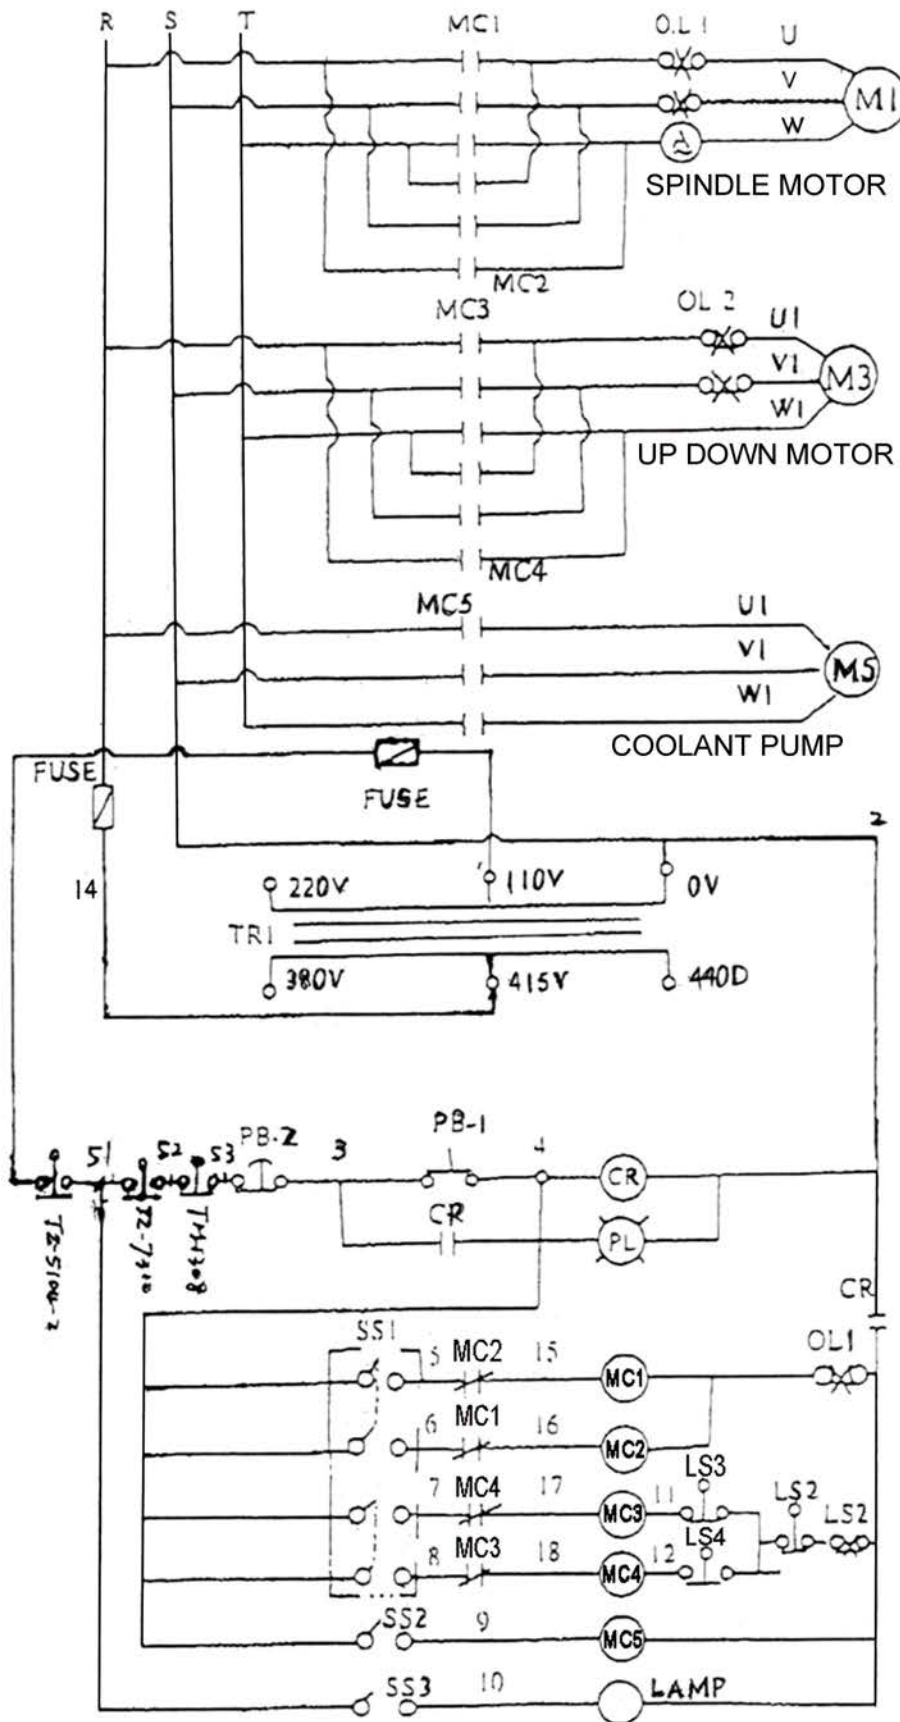 R S T MC1 O.L 1 U
V
M1
W
SPINDLE MOTOR
MC2
MC3 OL 2 U1
V1
M3
W1
UP DOWN MOTOR
MC4
MC5 U1
V1
M5
W1
COOLANT PUMP
FUSE
FUSE
2
14 220V 110V 0V
TR1
380V 415V 440D
S1 S2 S3 PB-2 3 PB-1 4
CR
TZ-7310
CR PL
CR
SS1 OL1
5 MC2 15 MC1
6 MC1 16 MC2
LS3
7 MC4 17 MC3 11 LS2 LS2
LS4
8 MC3 18 MC4 12
SS2 9 MC5
SS3 10 LAMP